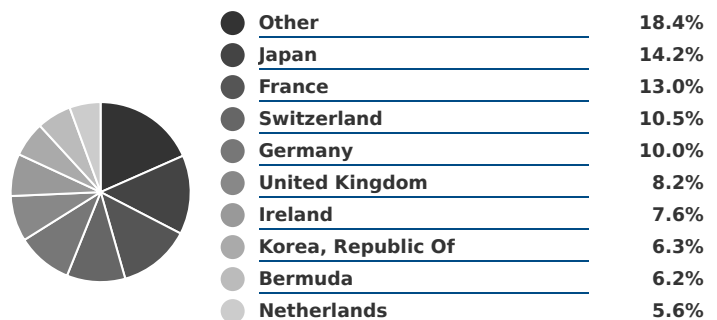 Other 18.4%
Japan 14.2%
France 13.0%
Switzerland 10.5%
Germany 10.0%
United Kingdom 8.2%
Ireland 7.6%
Korea, Republic Of 6.3%
Bermuda 6.2%
Netherlands 5.6%